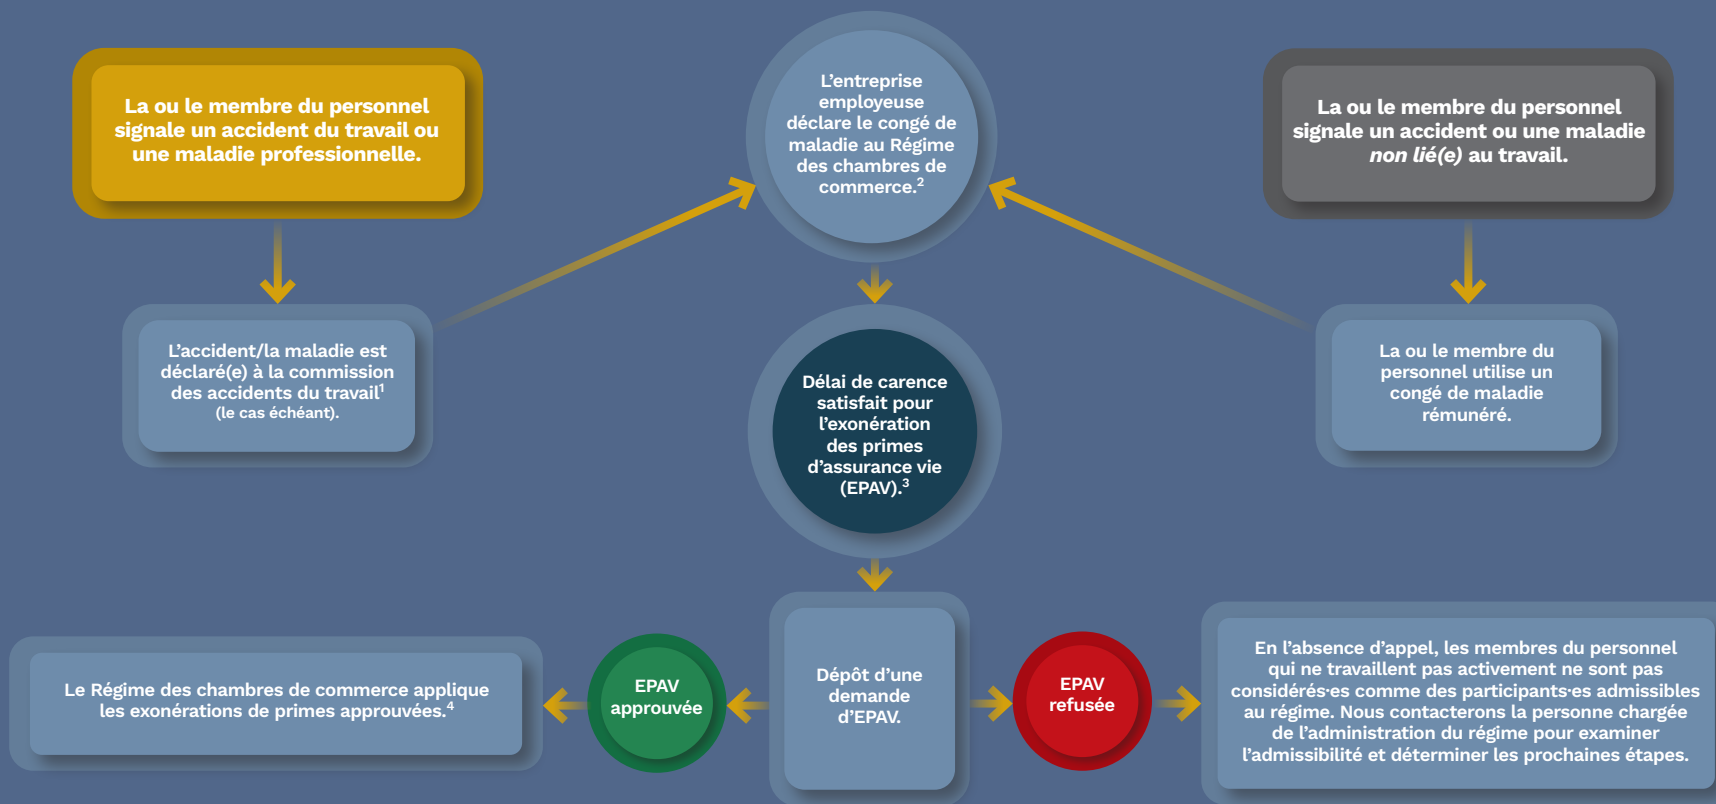 La ou le membre du personnel
signale un accident du travail ou
une maladie professionnelle.
L'entreprise
employeuse
déclare le congé de
maladie au Régime
des chambres de
commerce.²
La ou le membre du personnel
signale un accident ou une maladie
non lié(e) au travail.
L'accident/la maladie est
déclaré(e) à la commission
des accidents du travail¹
(le cas échéant).
Délai de carence
satisfait pour
l'exonération
des primes
d'assurance vie
(EPAV).³
La ou le membre du
personnel utilise un
congé de maladie
rémunéré.
Le Régime des chambres de commerce applique
les exonérations de primes approuvées.⁴
EPAV
approuvée
Dépôt d'une
demande
d'EPAV.
EPAV
refusée
En l'absence d'appel, les membres du personnel
qui ne travaillent pas activement ne sont pas
considérés·es comme des participants·es admissibles
au régime. Nous contacterons la personne chargée
de l'administration du régime pour examiner
l'admissibilité et déterminer les prochaines étapes.